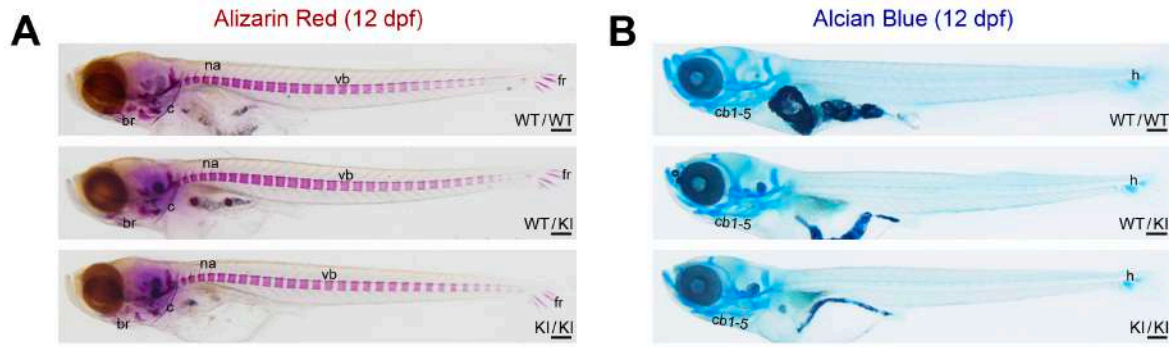 A
Alizarin Red (12 dpf)
na
vb
fr
br
c
WT/WT
na
vb
fr
br
c
WT/KI
na
vb
fr
br
c
KI/KI
B
Alcian Blue (12 dpf)
h
cb1-5
WT/WT
h
cb1-5
WT/KI
h
cb1-5
KI/KI